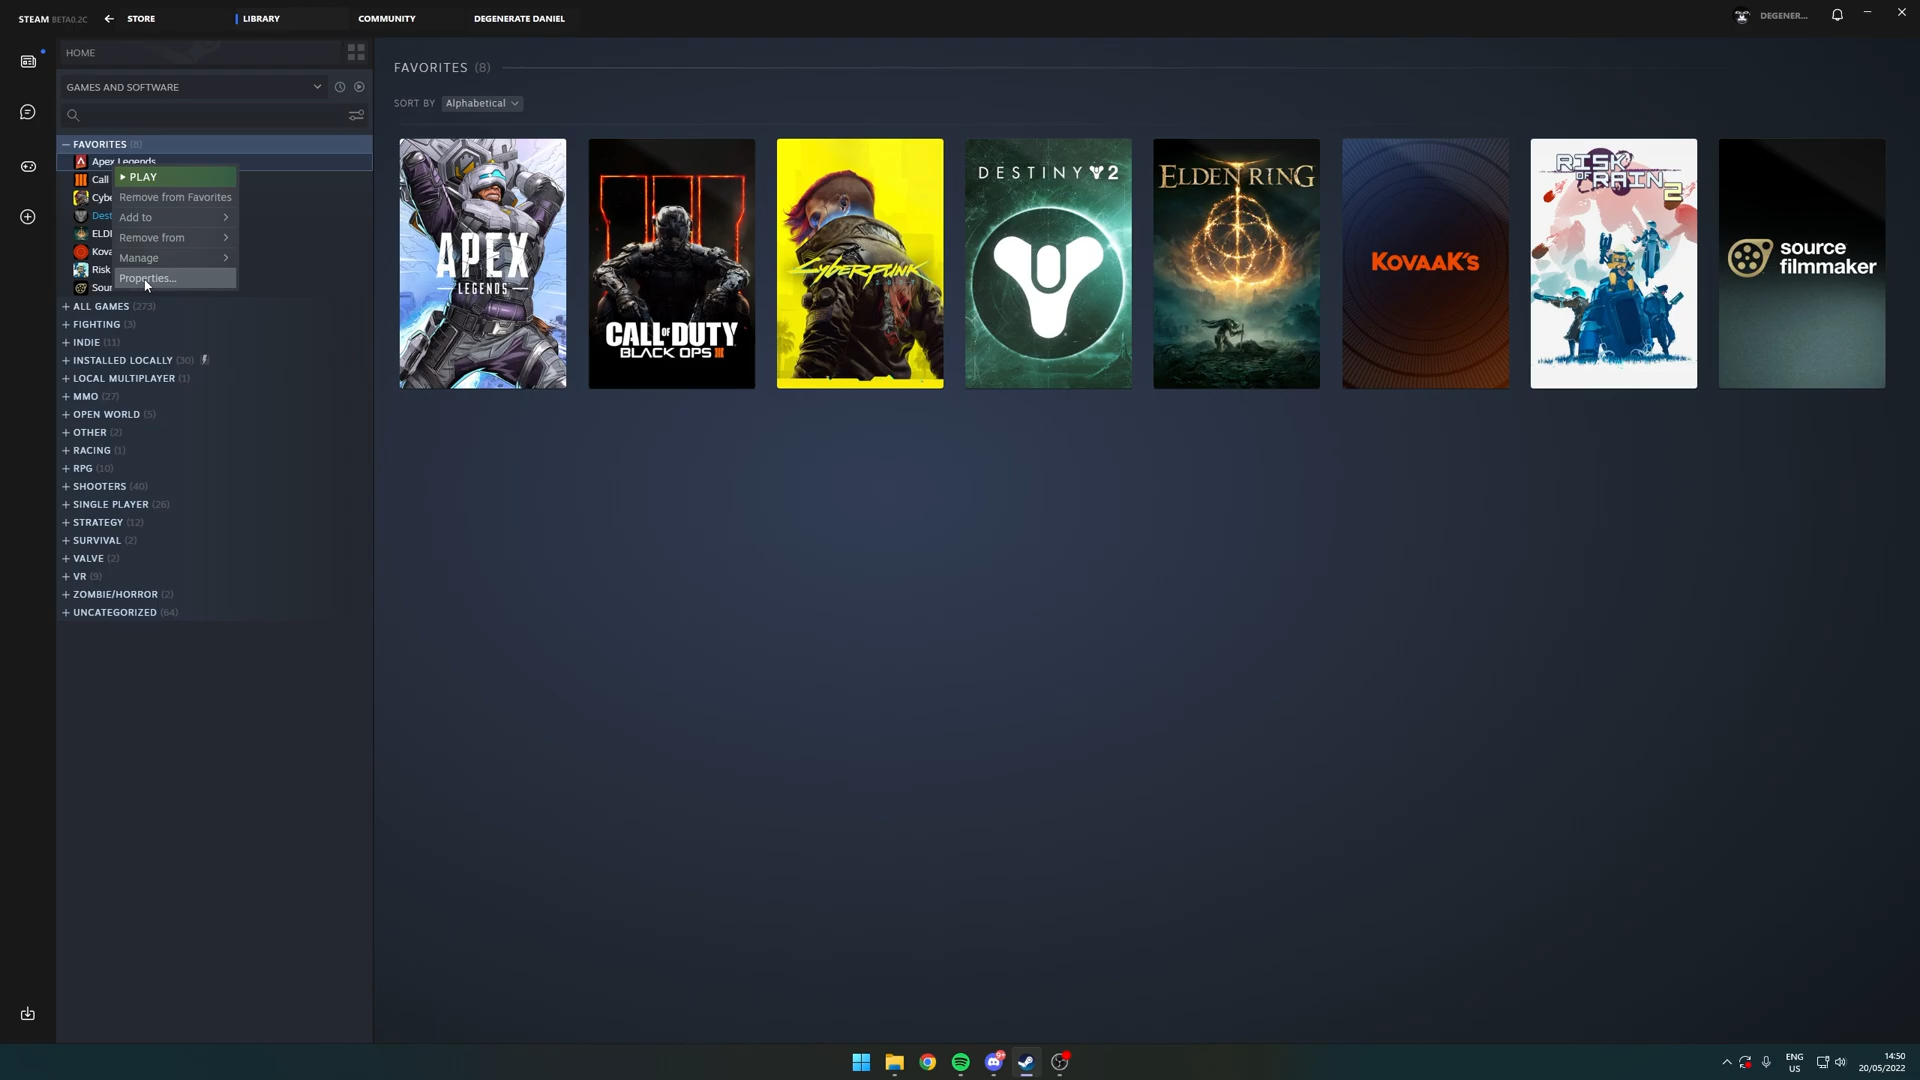 STEAM BETA0.2C
STORE
LIBRARY
COMMUNITY
DEGENERATE DANIEL
DEGENER...
HOME
GAMES AND SOFTWARE
FAVORITES (8)
Apex Legends
Call
Cybe
Dest
ELDI
Kova
Risk
Sour
PLAY
Remove from Favorites
Add to
Remove from
Manage
Properties...
ALL GAMES (273)
FIGHTING (3)
INDIE (11)
INSTALLED LOCALLY (30)
LOCAL MULTIPLAYER (1)
MMO (27)
OPEN WORLD (5)
OTHER (2)
RACING (1)
RPG (10)
SHOOTERS (40)
SINGLE PLAYER (26)
STRATEGY (12)
SURVIVAL (2)
VALVE (2)
VR (9)
ZOMBIE/HORROR (2)
UNCATEGORIZED (64)
FAVORITES (8)
SORT BY Alphabetical
APEX
LEGENDS
CALL OF DUTY
BLACK OPS III
Cyberpunk
2077
DESTINY 2
ELDEN RING
KOVAAK'S
RISK
OF RAIN 2
source
filmmaker
9+
ENG
US
14:50
20/05/2022